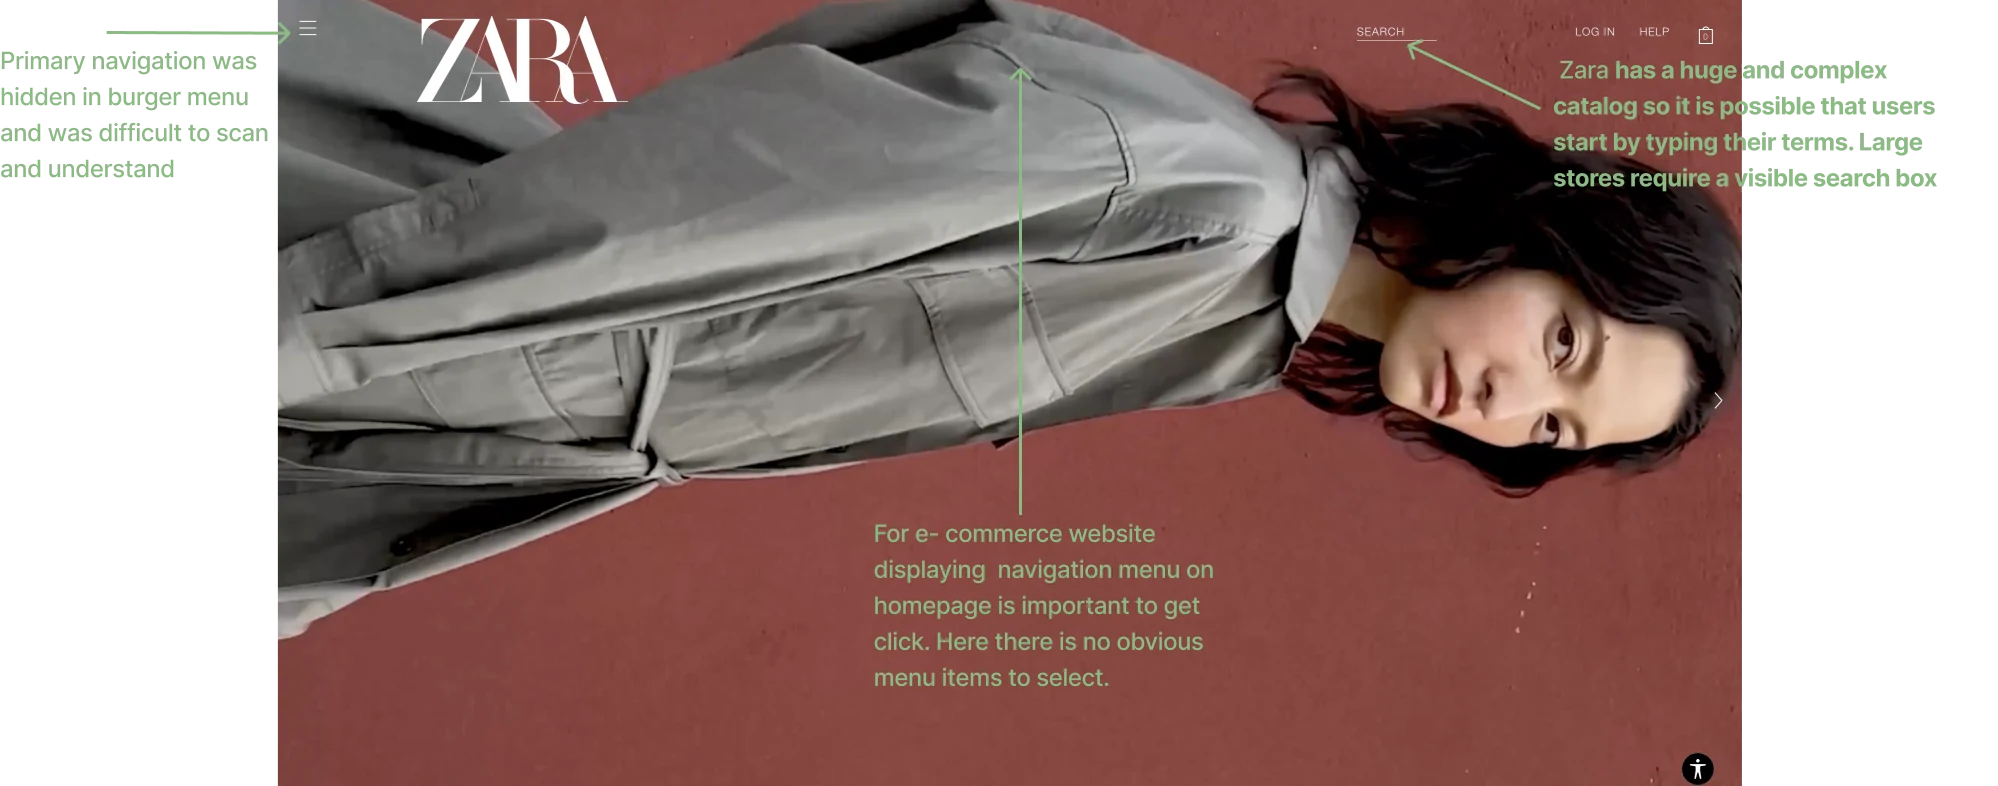 Primary navigation was
hidden in burger menu
and was difficult to scan
and understand
ZARA
SEARCH
LOG IN
HELP
0
Zara has a huge and complex
catalog so it is possible that users
start by typing their terms. Large
stores require a visible search box
For e- commerce website
displaying  navigation menu on
homepage is important to get
click. Here there is no obvious
menu items to select.